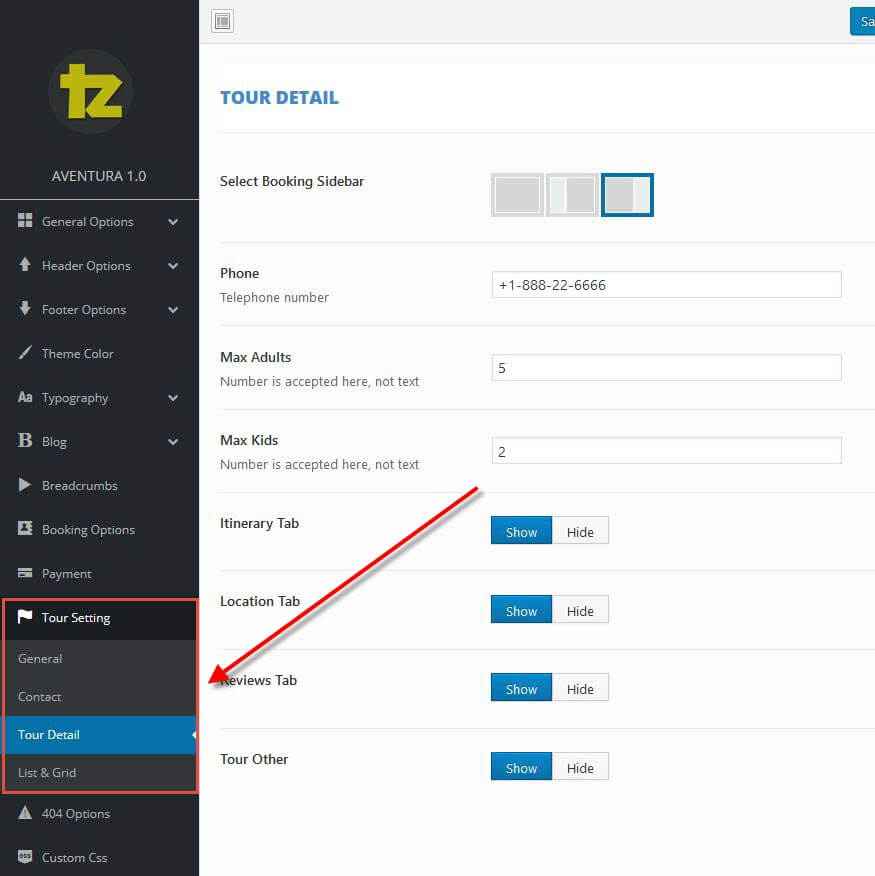 tz
AVENTURA 1.0
General Options
Header Options
Footer Options
Theme Color
Aa Typography
B Blog
Breadcrumbs
Booking Options
Payment
Tour Setting
General
Contact
Tour Detail
List & Grid
404 Options
css Custom Css
Sa
TOUR DETAIL
Select Booking Sidebar
Phone
Telephone number
+1-888-22-6666
Max Adults
Number is accepted here, not text
5
Max Kids
Number is accepted here, not text
2
Itinerary Tab
Show Hide
Location Tab
Show Hide
Reviews Tab
Show Hide
Tour Other
Show Hide